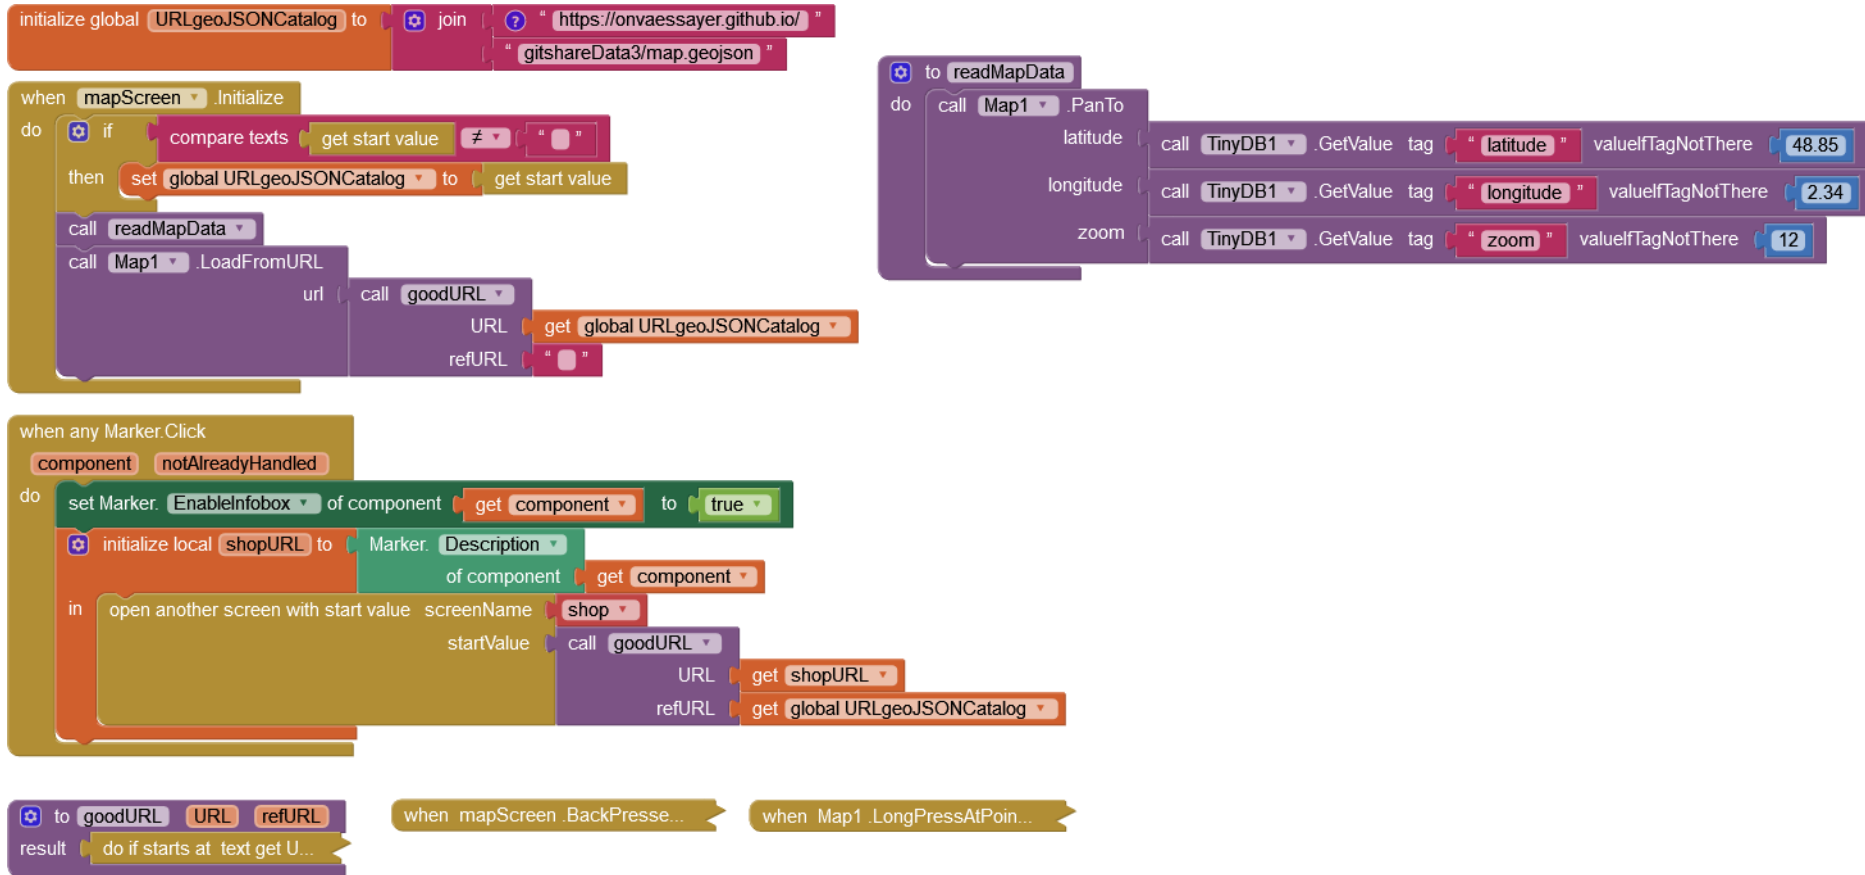 initialize global URLgeoJSONCatalog to join " https://onvaessayer.github.io/ "
" gitshareData3/map.geojson "
when mapScreen .Initialize
do if compare texts get start value ≠ " "
then set global URLgeoJSONCatalog to get start value
call readMapData
call Map1 .LoadFromURL
url call goodURL
URL get global URLgeoJSONCatalog
refURL " "
to readMapData
do call Map1 .PanTo
latitude call TinyDB1 .GetValue tag " latitude " valueIfTagNotThere 48.85
longitude call TinyDB1 .GetValue tag " longitude " valueIfTagNotThere 2.34
zoom call TinyDB1 .GetValue tag " zoom " valueIfTagNotThere 12
when any Marker.Click
component notAlreadyHandled
do set Marker. EnableInfobox of component get component to true
initialize local shopURL to Marker. Description
of component get component
in open another screen with start value screenName shop
startValue call goodURL
URL get shopURL
refURL get global URLgeoJSONCatalog
to goodURL URL refURL
result do if starts at text get U...
when mapScreen .BackPresse...
when Map1 .LongPressAtPoin...